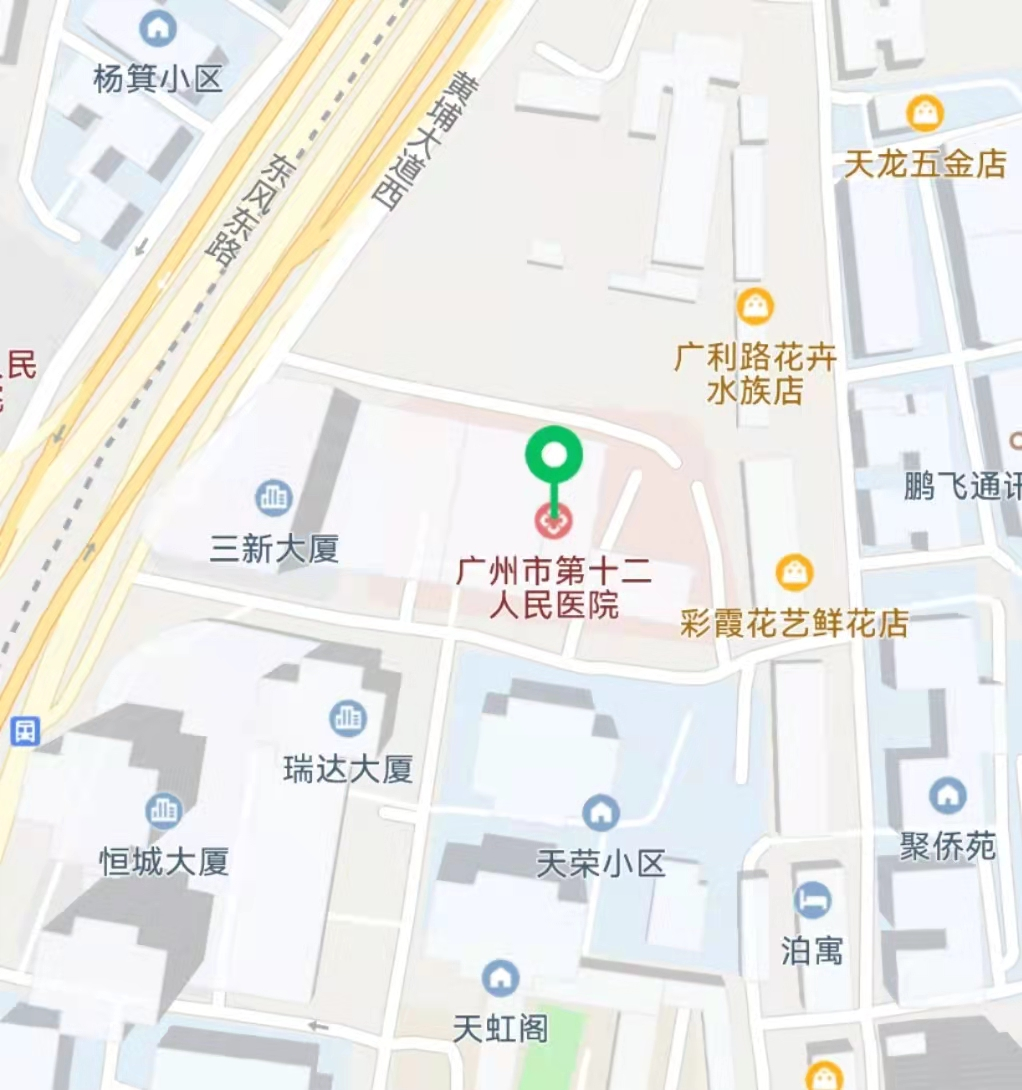 杨箕小区
黄埔大道西
东风东路
天龙五金店
广利路花卉
水族店
民
鹏飞通讯
三新大厦
广州市第十二
人民医院
彩霞花艺鲜花店
瑞达大厦
恒城大厦
天荣小区
聚侨苑
泊寓
天虹阁